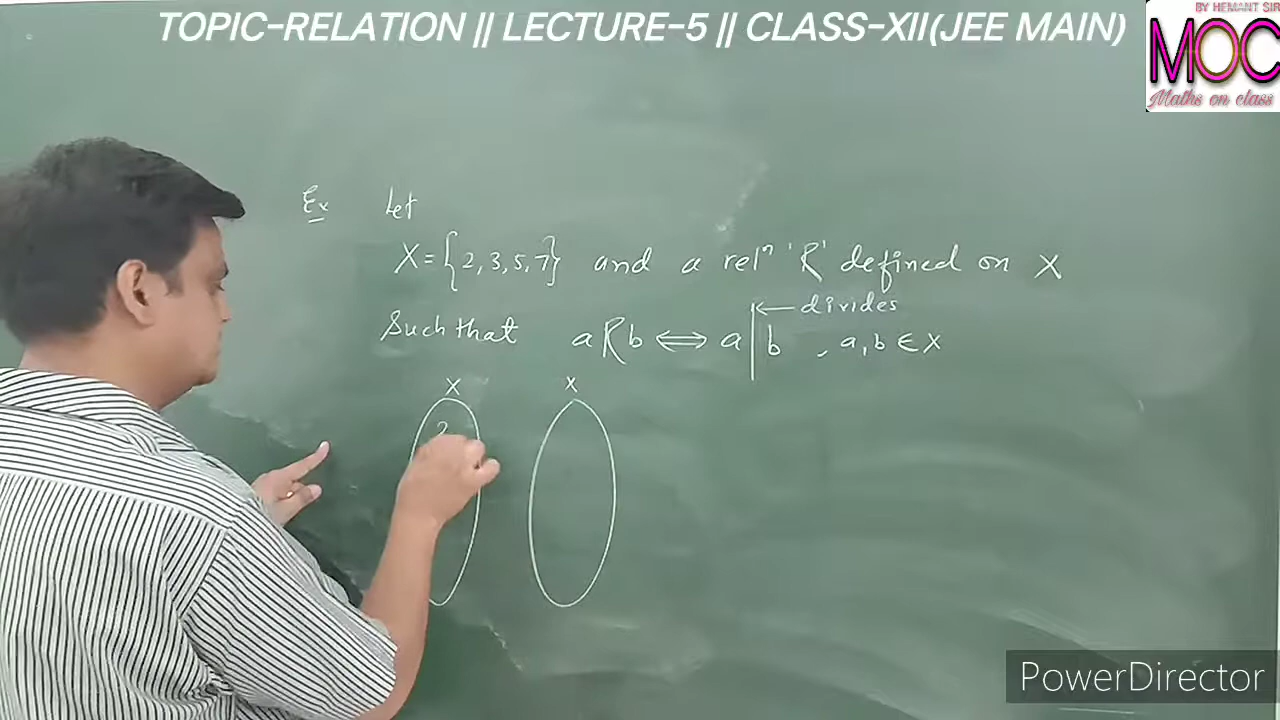 BY HEMANT SIR
TOPIC-RELATION || LECTURE-5 || CLASS-XII(JEE MAIN)
MOC
Maths on class
Ex Let
X = {2, 3, 5, 7} and a relⁿ 'R' defined on X
← divides
Such that a R b ⟺ a | b , a, b ∈ X
X X
2
PowerDirector